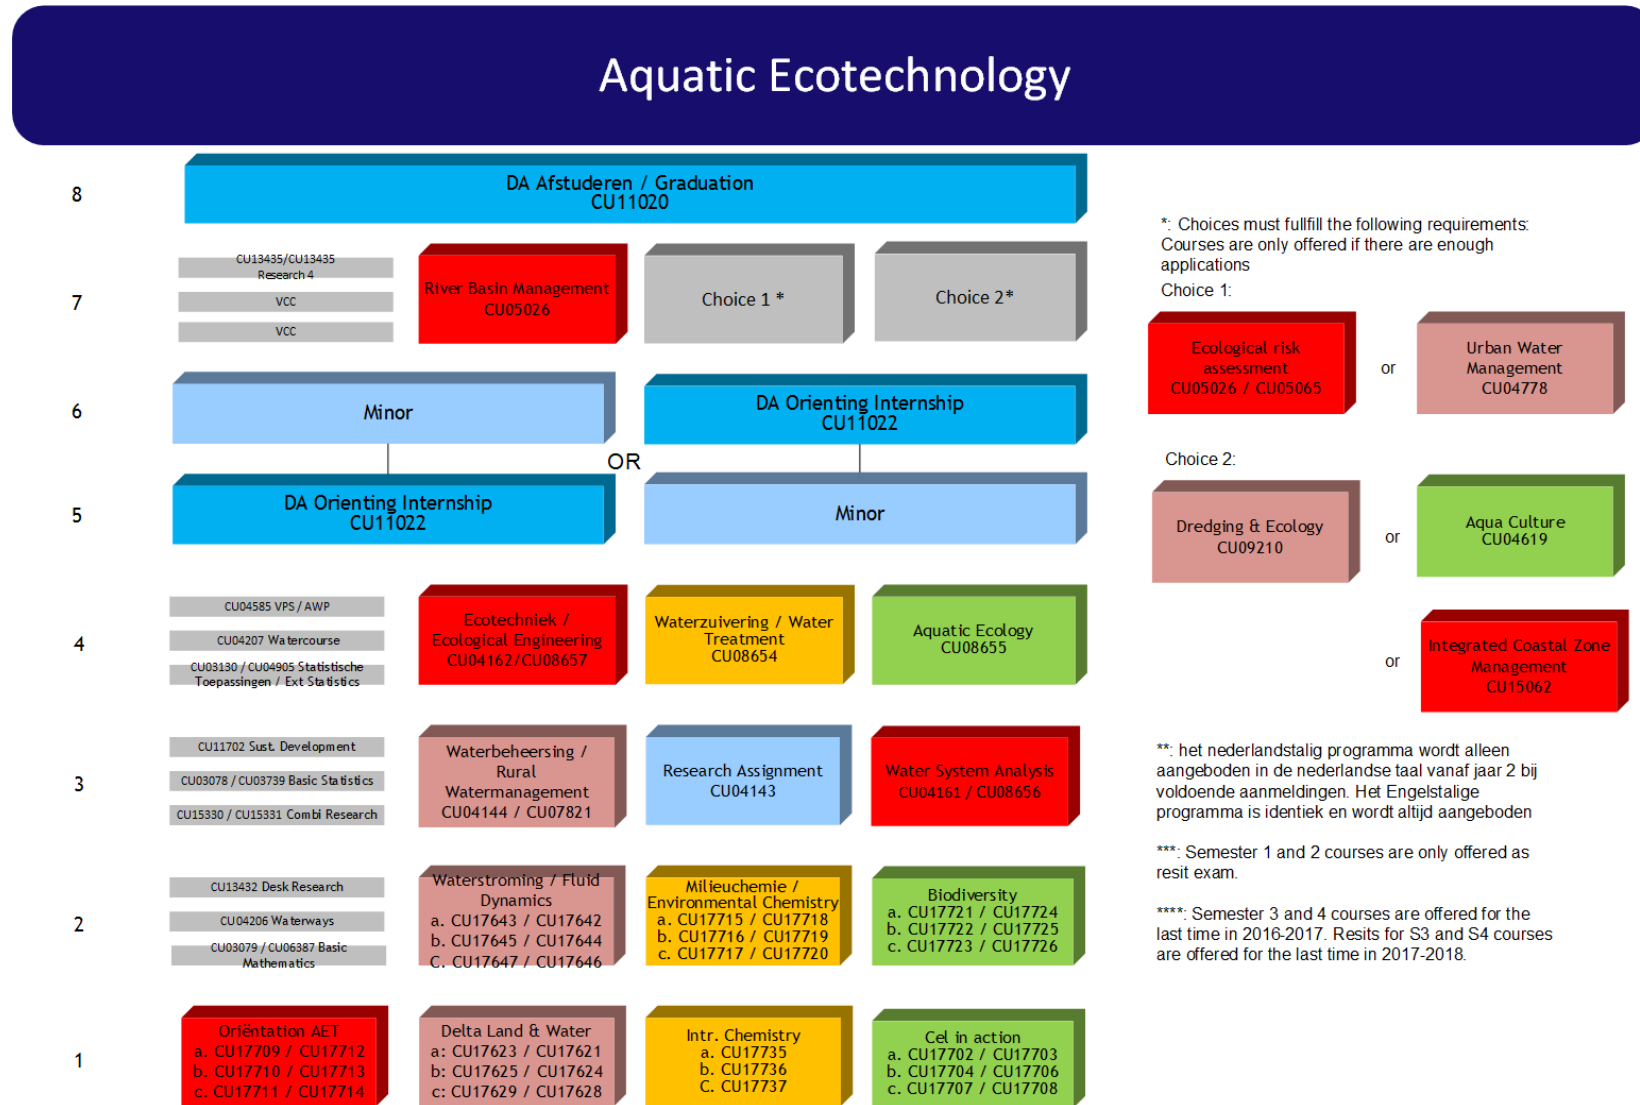 Aquatic Ecotechnology
8
DA Afstuderen / Graduation
CU11020
7
CU13435/CU13435
Research 4
VCC
VCC
River Basin Management
CU05026
Choice 1 *
Choice 2*
6
Minor
DA Orienting Internship
CU11022
OR
5
DA Orienting Internship
CU11022
Minor
4
CU04585 VPS / AWP
CU04207 Watercourse
CU03130 / CU04905 Statistische
Toepassingen / Ext Statistics
Ecotechniek /
Ecological Engineering
CU04162/CU08657
Waterzuivering / Water
Treatment
CU08654
Aquatic Ecology
CU08655
3
CU11702 Sust. Development
CU03078 / CU03739 Basic Statistics
CU15330 / CU15331 Combi Research
Waterbeheersing /
Rural
Watermanagement
CU04144 / CU07821
Research Assignment
CU04143
Water System Analysis
CU04161 / CU08656
2
CU13432 Desk Research
CU04206 Waterways
CU03079 / CU06387 Basic
Mathematics
Waterstroming / Fluid
Dynamics
a. CU17643 / CU17642
b. CU17645 / CU17644
C. CU17647 / CU17646
Milieuchemie /
Environmental Chemistry
a. CU17715 / CU17718
b. CU17716 / CU17719
c. CU17717 / CU17720
Biodiversity
a. CU17721 / CU17724
b. CU17722 / CU17725
c. CU17723 / CU17726
1
Oriëntation AET
a. CU17709 / CU17712
b. CU17710 / CU17713
c. CU17711 / CU17714
Delta Land & Water
a: CU17623 / CU17621
b: CU17625 / CU17624
c: CU17629 / CU17628
Intr. Chemistry
a. CU17735
b. CU17736
C. CU17737
Cel in action
a. CU17702 / CU17703
b. CU17704 / CU17706
c. CU17707 / CU17708
*: Choices must fullfill the following requirements:
Courses are only offered if there are enough
applications
Choice 1:
Ecological risk
assessment
CU05026 / CU05065
or
Urban Water
Management
CU04778
Choice 2:
Dredging & Ecology
CU09210
or
Aqua Culture
CU04619
or
Integrated Coastal Zone
Management
CU15062
**: het nederlandstalig programma wordt alleen
aangeboden in de nederlandse taal vanaf jaar 2 bij
voldoende aanmeldingen. Het Engelstalige
programma is identiek en wordt altijd aangeboden
***: Semester 1 and 2 courses are only offered as
resit exam.
****: Semester 3 and 4 courses are offered for the
last time in 2016-2017. Resits for S3 and S4 courses
are offered for the last time in 2017-2018.